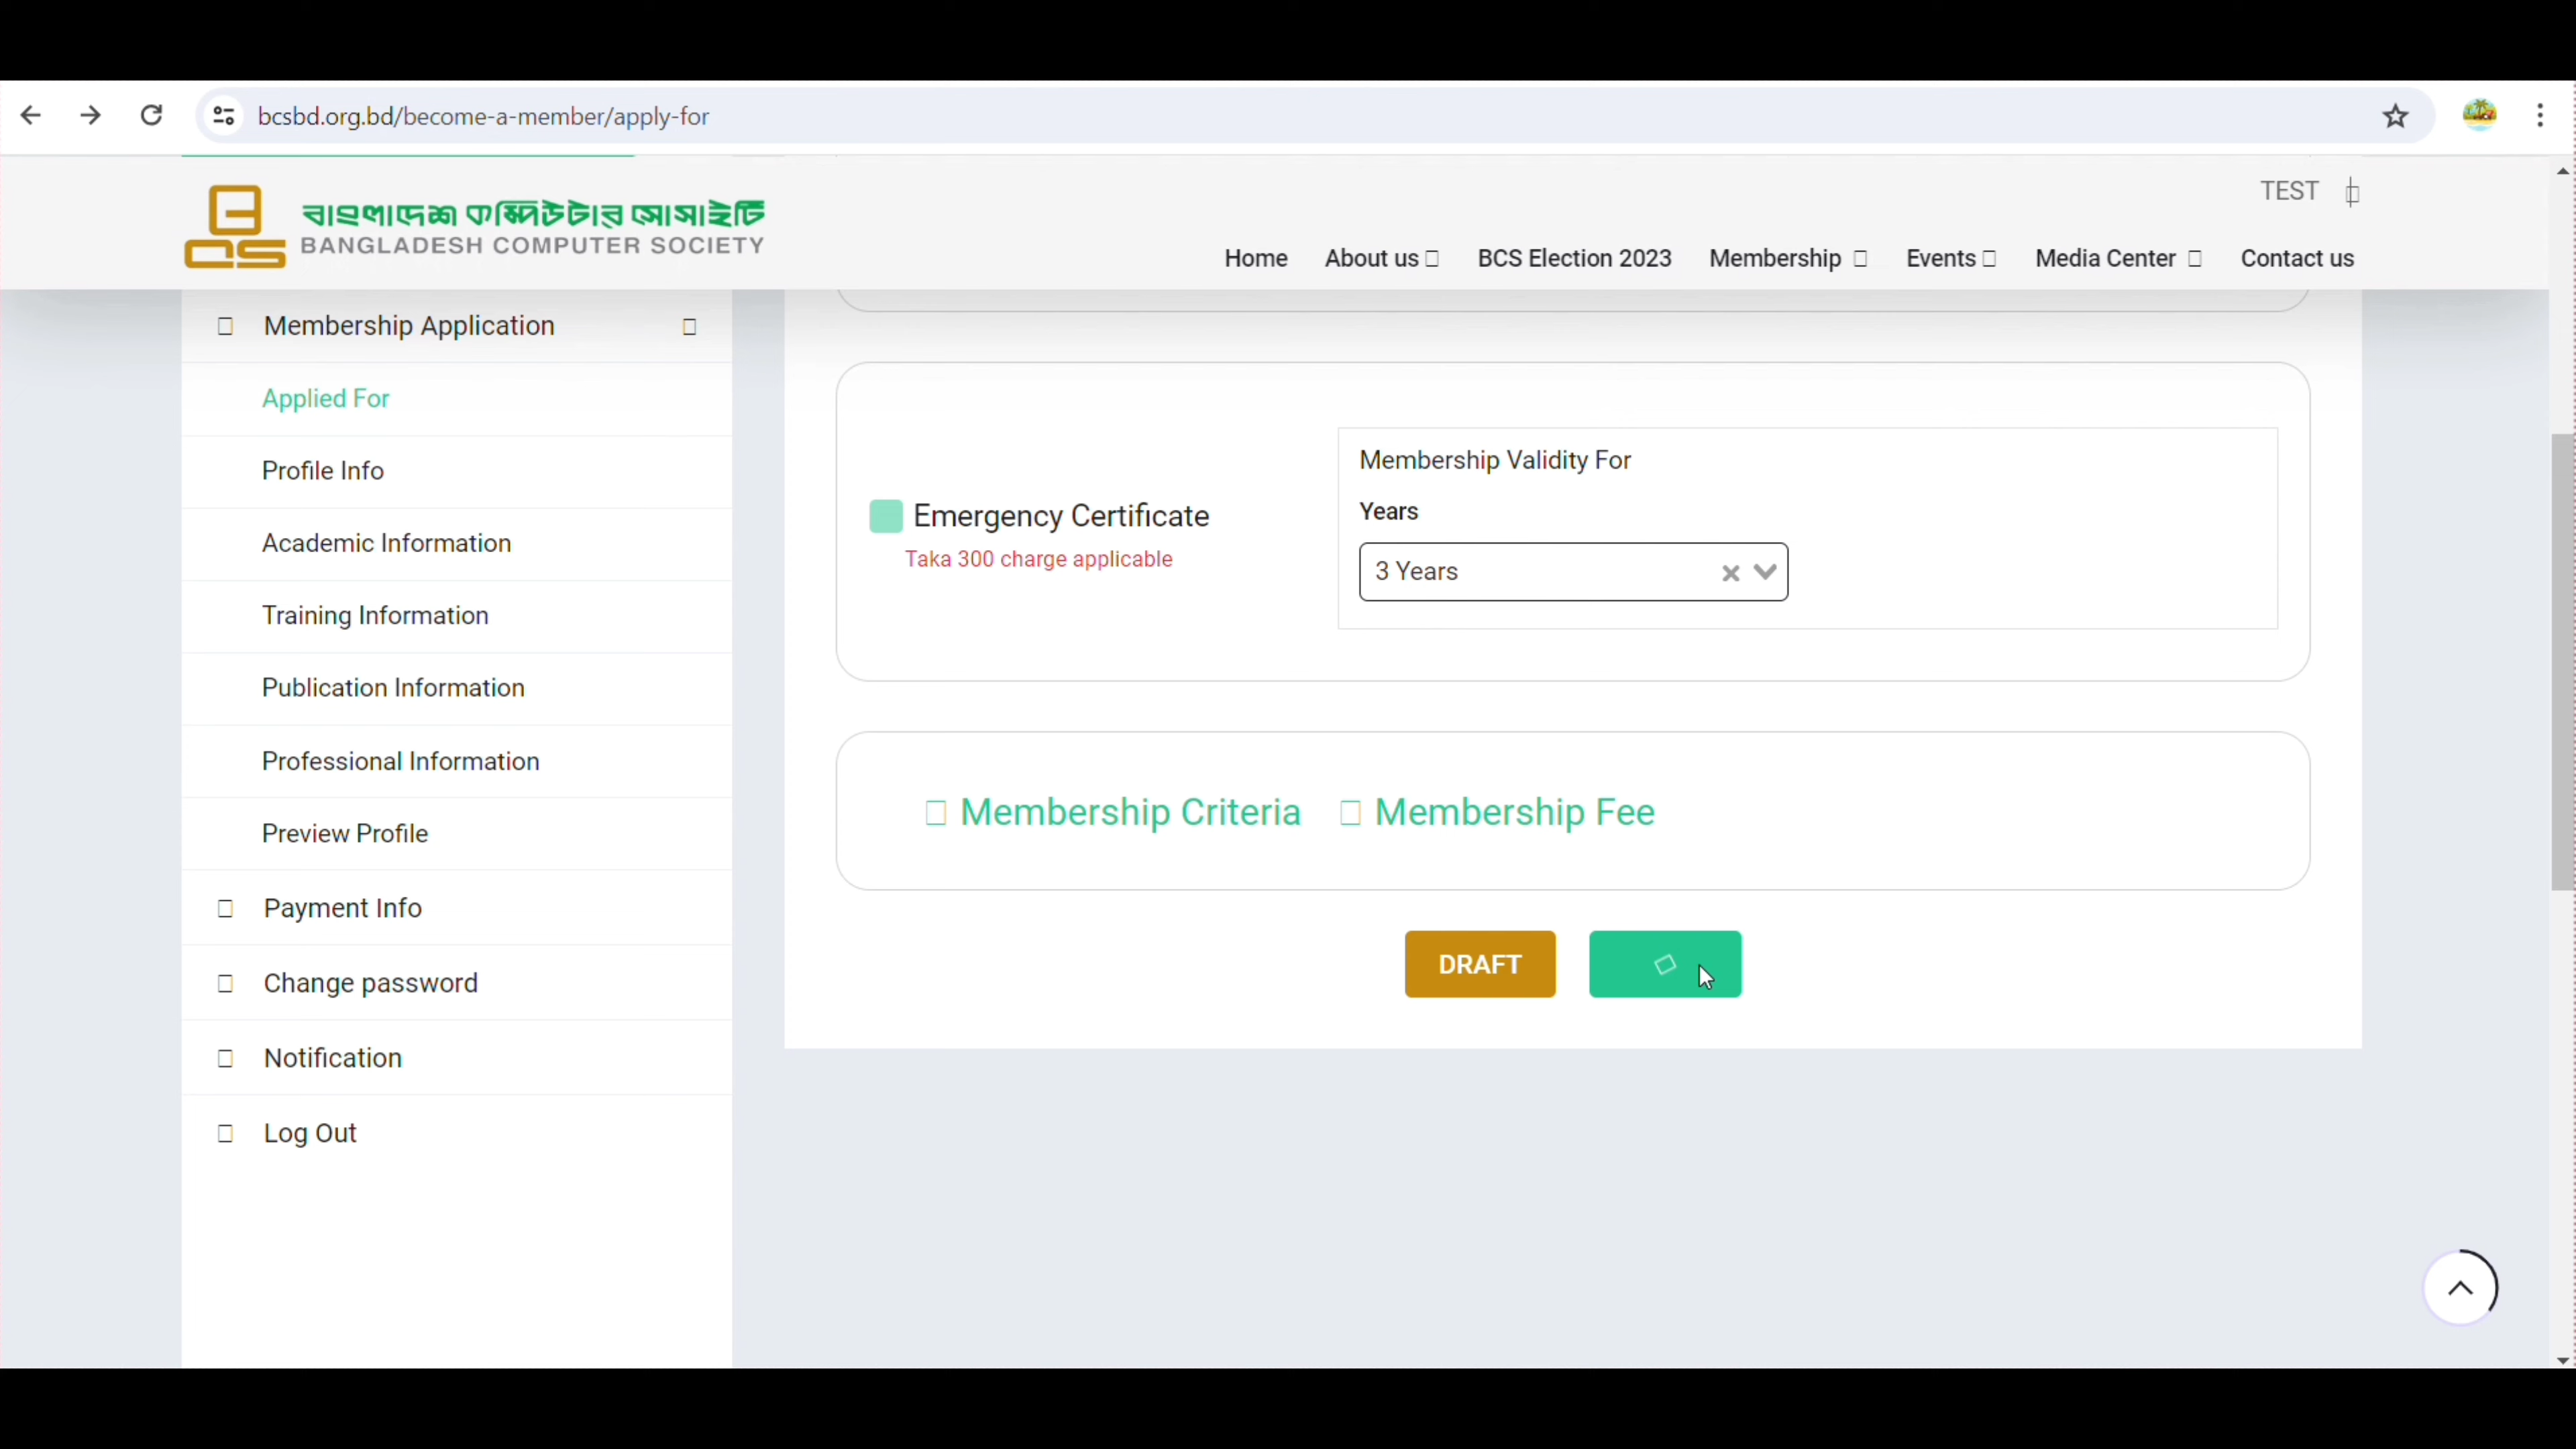 bcsbd.org.bd/become-a-member/apply-for
TEST
বাংলাদেশ কম্পিউটার সোসাইটি
BANGLADESH COMPUTER SOCIETY
Home About us BCS Election 2023 Membership Events Media Center Contact us
Membership Application
Applied For
Profile Info
Academic Information
Training Information
Publication Information
Professional Information
Preview Profile
Payment Info
Change password
Notification
Log Out
Emergency Certificate
Taka 300 charge applicable
Membership Validity For
Years
3 Years
Membership Criteria Membership Fee
DRAFT